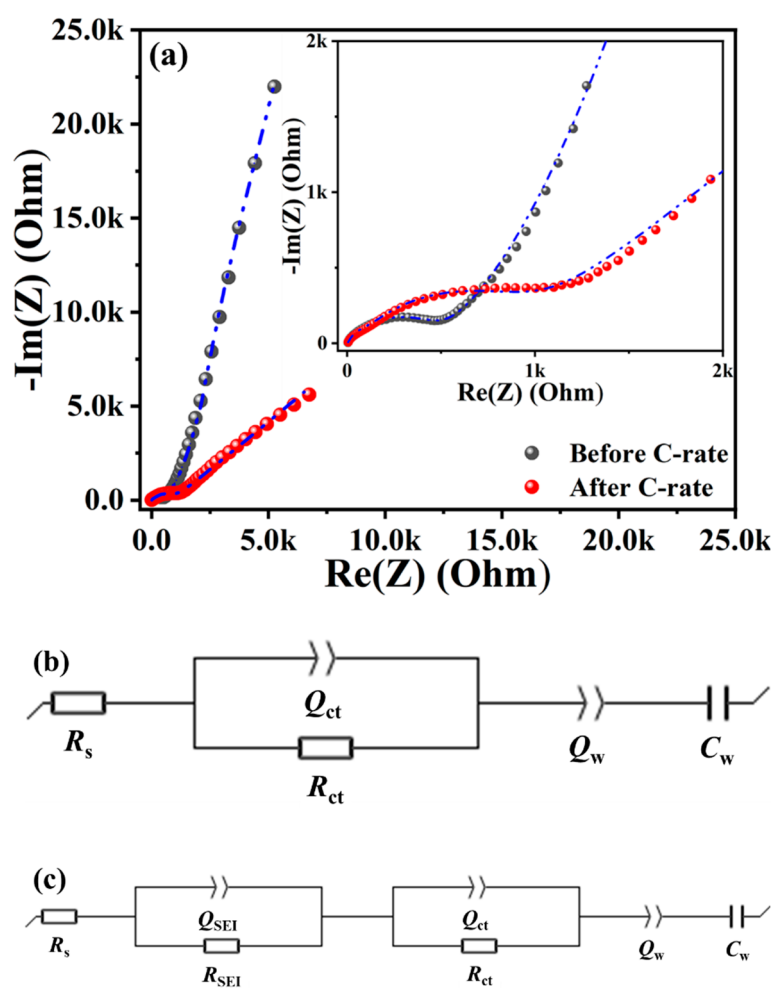 (a)
25.0k
20.0k
15.0k
10.0k
5.0k
0.0
-Im(Z) (Ohm)
0.0
5.0k
10.0k
15.0k
20.0k
25.0k
Re(Z) (Ohm)
2k
1k
0
-Im(Z) (Ohm)
0
1k
2k
Re(Z) (Ohm)
Before C-rate
After C-rate
(b)
Rs
Qct
Rct
Qw
Cw
(c)
Rs
QSEI
RSEI
Qct
Rct
Qw
Cw